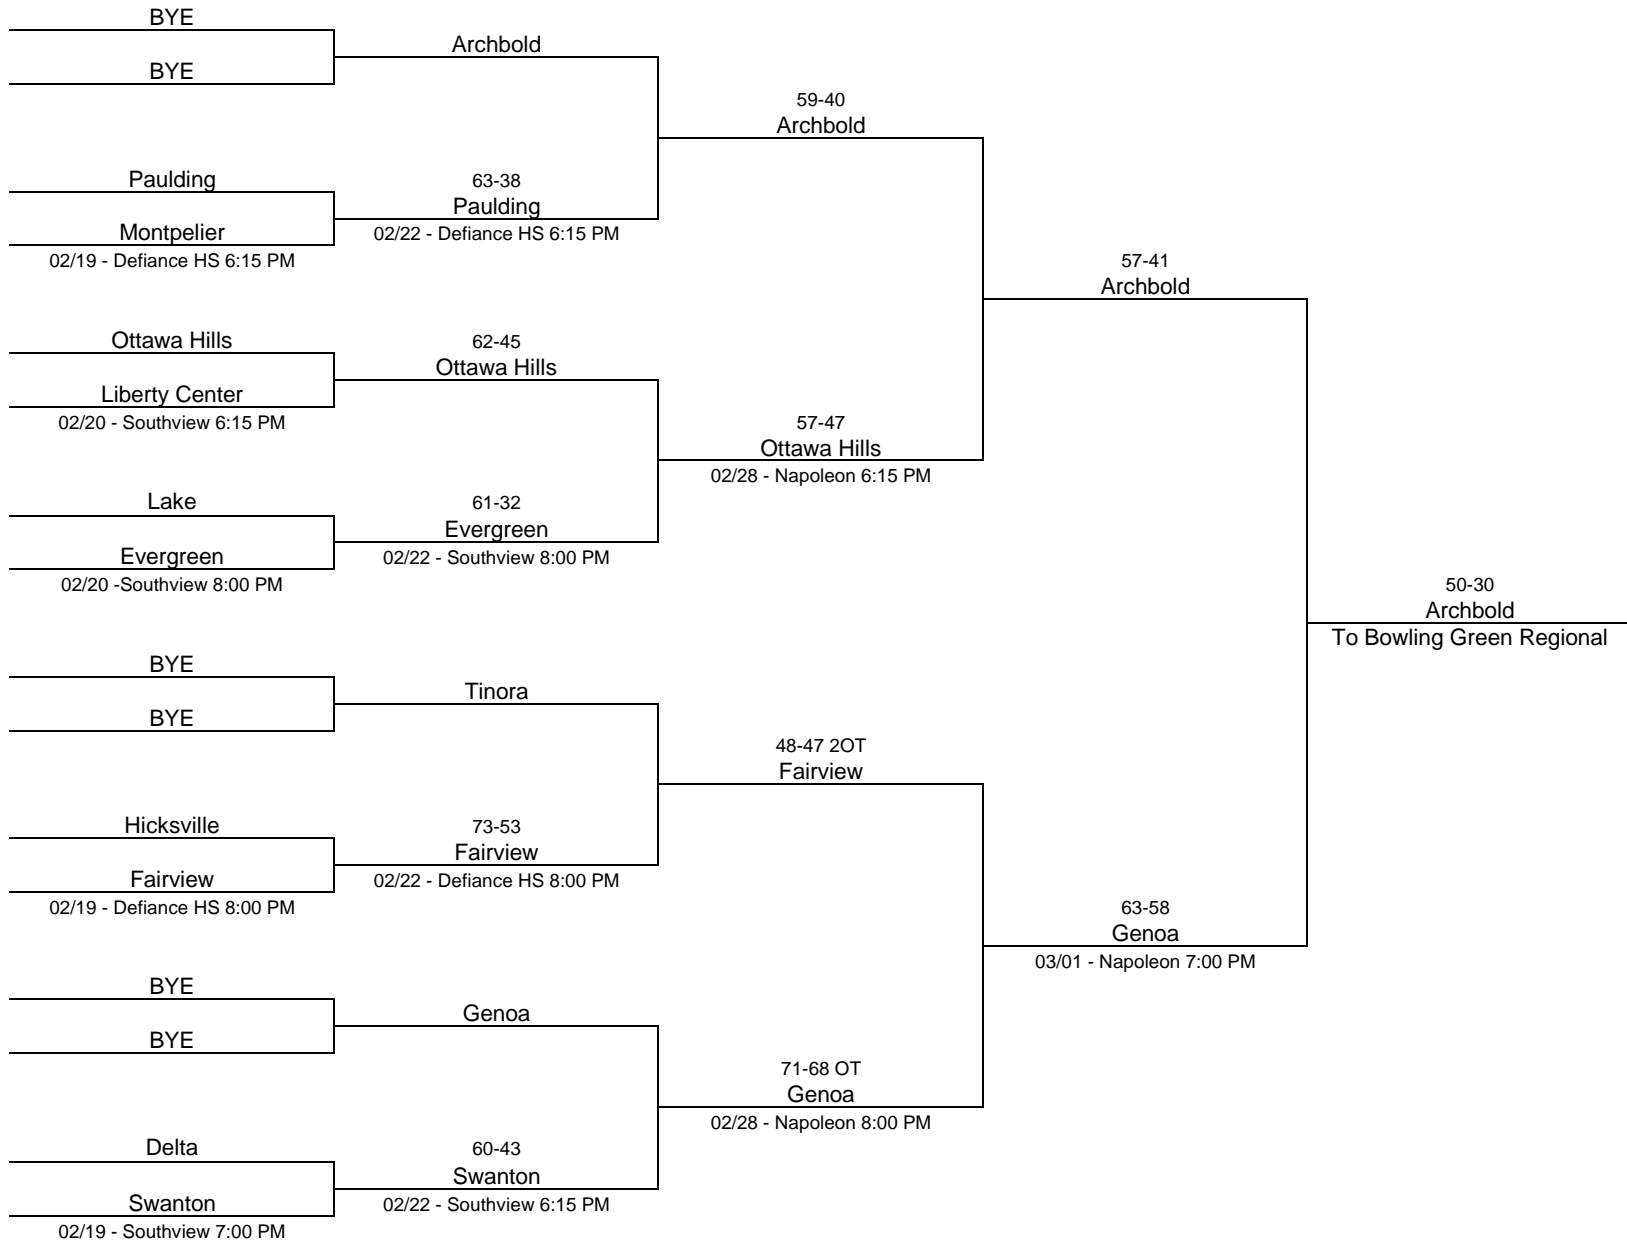 BYE
BYE
Paulding
Montpelier
02/19 - Defiance HS 6:15 PM
Ottawa Hills
Liberty Center
02/20 - Southview 6:15 PM
Lake
Evergreen
02/20 -Southview 8:00 PM
BYE
BYE
Hicksville
Fairview
02/19 - Defiance HS 8:00 PM
BYE
BYE
Delta
Swanton
02/19 - Southview 7:00 PM
Archbold
63-38
Paulding
02/22 - Defiance HS 6:15 PM
62-45
Ottawa Hills
61-32
Evergreen
02/22 - Southview 8:00 PM
Tinora
73-53
Fairview
02/22 - Defiance HS 8:00 PM
Genoa
60-43
Swanton
02/22 - Southview 6:15 PM
59-40
Archbold
57-47
Ottawa Hills
02/28 - Napoleon 6:15 PM
48-47 2OT
Fairview
71-68 OT
Genoa
02/28 - Napoleon 8:00 PM
57-41
Archbold
63-58
Genoa
03/01 - Napoleon 7:00 PM
50-30
Archbold
To Bowling Green Regional